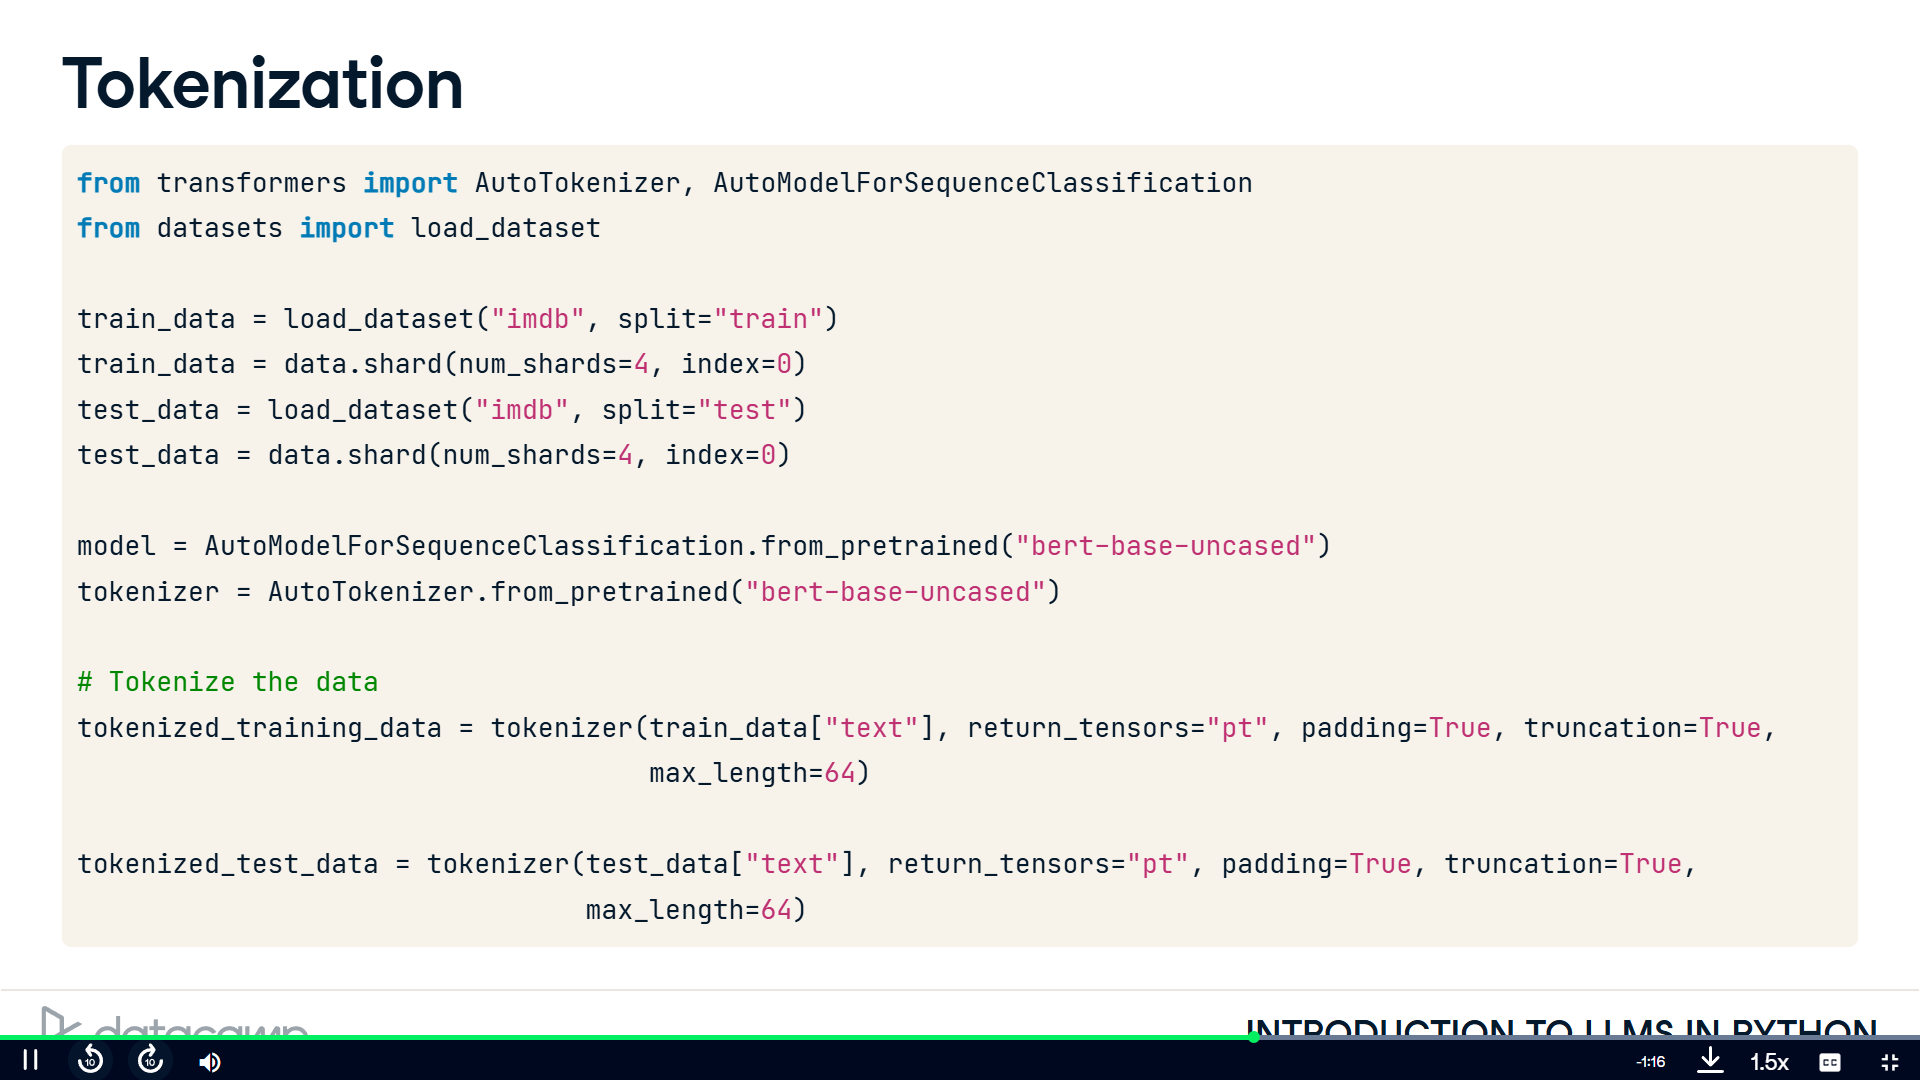 Tokenization
from transformers import AutoTokenizer, AutoModelForSequenceClassification
from datasets import load_dataset
train_data = load_dataset("imdb", split="train")
train_data = data.shard(num_shards=4, index=0)
test_data = load_dataset("imdb", split="test")
test_data = data.shard(num_shards=4, index=0)
model = AutoModelForSequenceClassification.from_pretrained("bert-base-uncased")
tokenizer = AutoTokenizer.from_pretrained("bert-base-uncased")
# Tokenize the data
tokenized_training_data = tokenizer(train_data["text"], return_tensors="pt", padding=True, truncation=True,
max_length=64)
tokenized_test_data = tokenizer(test_data["text"], return_tensors="pt", padding=True, truncation=True,
max_length=64)
datacamp INTRODUCTION TO LLMS IN PYTHON
10 10 -1:16 1.5x CC